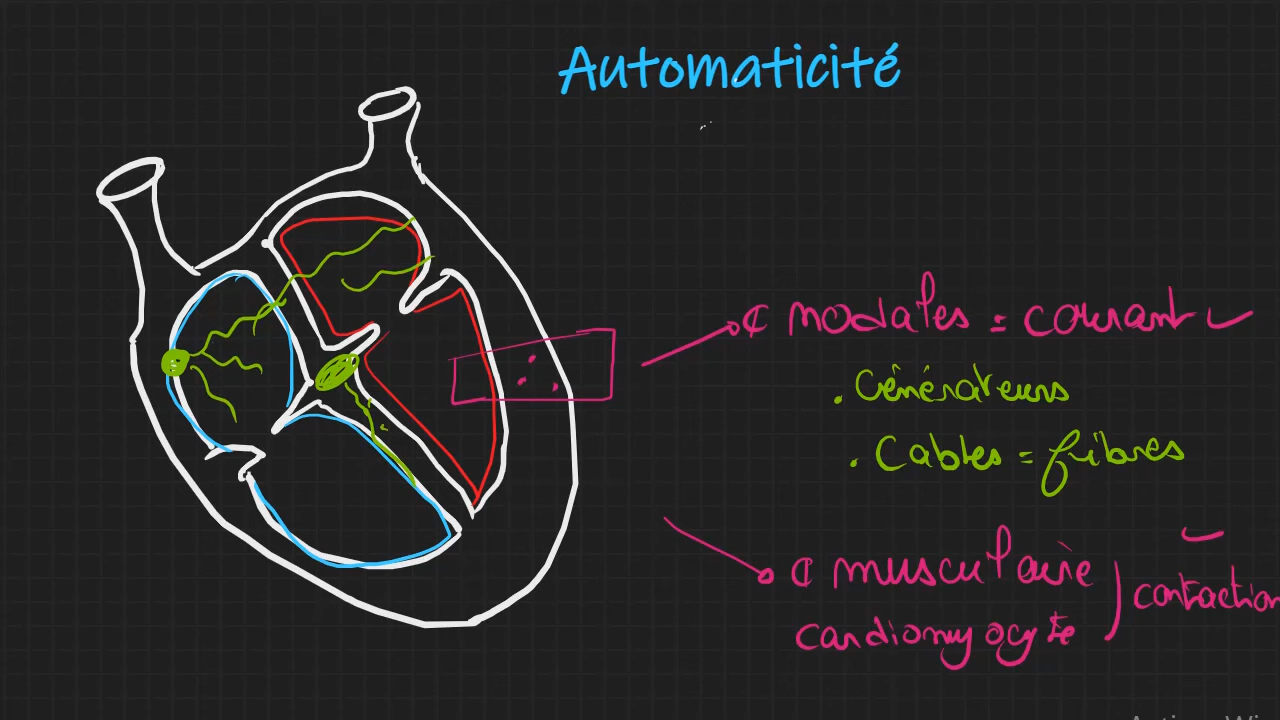 Automaticité
¢ nodales = courant
. Générateurs
. Cables = fibres
¢ musculaire
cardiomyocyte
contraction